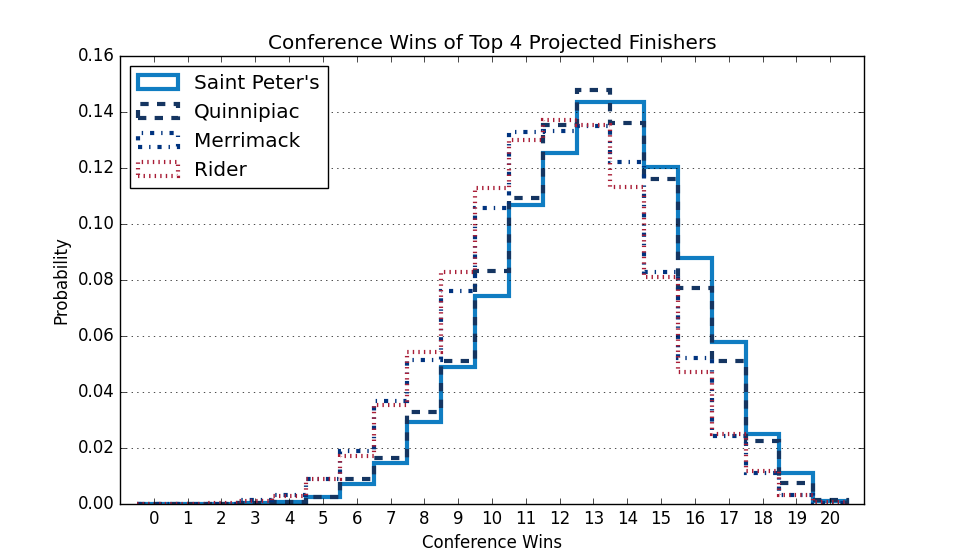 Conference Wins of Top 4 Projected Finishers
0.16
0.14
0.12
0.10
0.08
0.06
0.04
0.02
0.00
Probability
Saint Peter's
Quinnipiac
Merrimack
Rider
0 1 2 3 4 5 6 7 8 9 10 11 12 13 14 15 16 17 18 19 20
Conference Wins